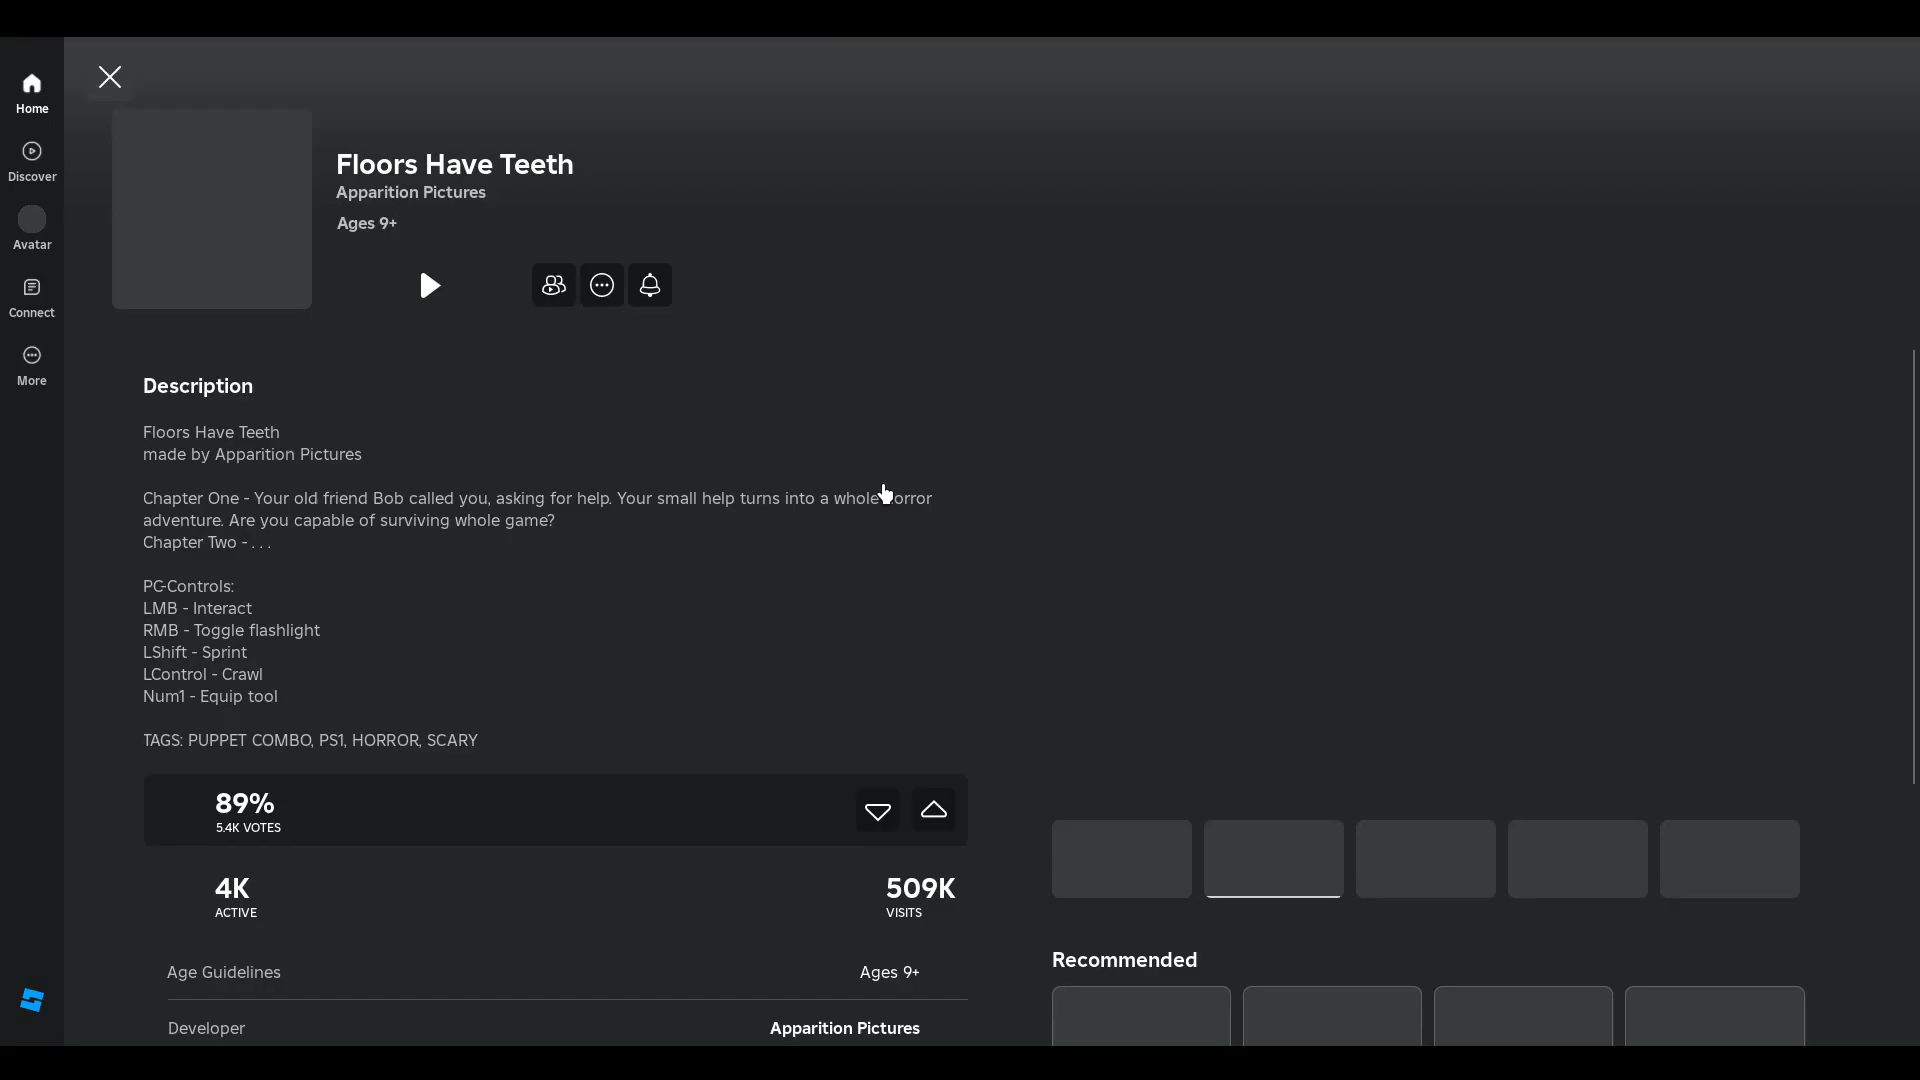 Home
Discover
Avatar
Connect
More
Floors Have Teeth
Apparition Pictures
Ages 9+
Description
Floors Have Teeth
made by Apparition Pictures
Chapter One - Your old friend Bob called you, asking for help. Your small help turns into a whole
adventure. Are you capable of surviving whole game?
Chapter Two - . . .
PC-Controls:
LMB - Interact
RMB - Toggle flashlight
LShift - Sprint
LControl - Crawl
Num1 - Equip tool
TAGS: PUPPET COMBO, PS1, HORROR, SCARY
89%
5.4K VOTES
4K
ACTIVE
509K
VISITS
Age Guidelines
Ages 9+
Developer
Apparition Pictures
Recommended